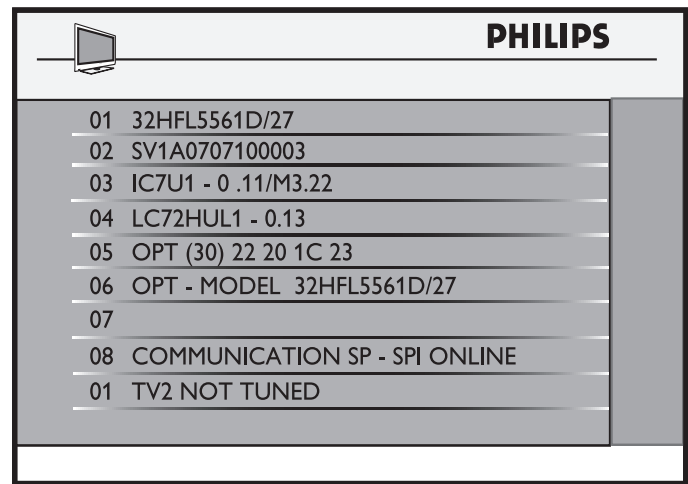 PHILIPS
01 32HFL5561D/27
02 SV1A0707100003
03 IC7U1 - 0 .11/M3.22
04 LC72HUL1 - 0.13
05 OPT (30) 22 20 1C 23
06 OPT - MODEL 32HFL5561D/27
07
08 COMMUNICATION SP - SPI ONLINE
01 TV2 NOT TUNED